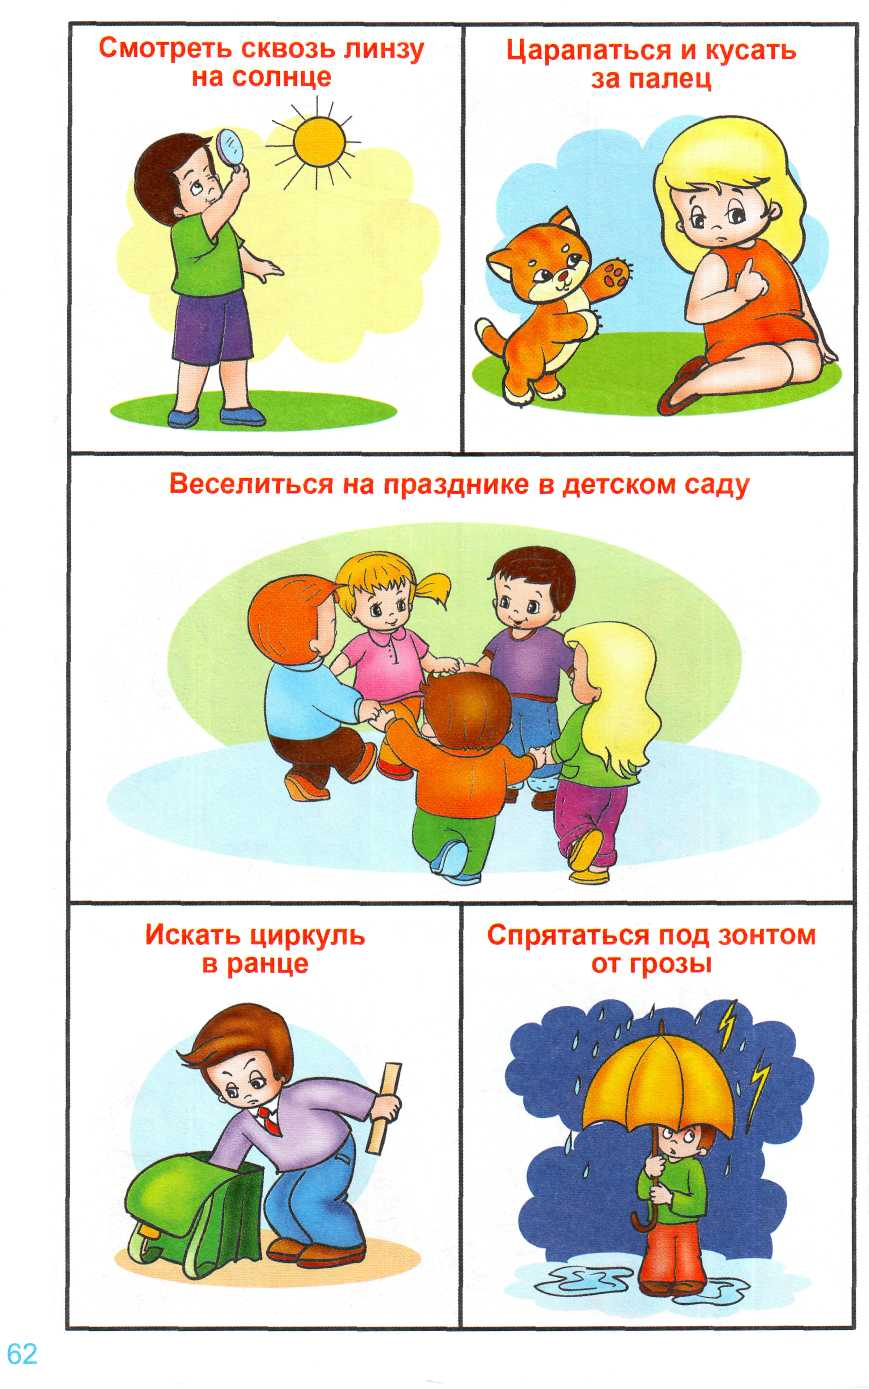 Смотреть сквозь линзу
на солнце
Царапаться и кусать
за палец
Веселиться на празднике в детском саду
Искать циркуль
в ранце
Спрятаться под зонтом
от грозы
62